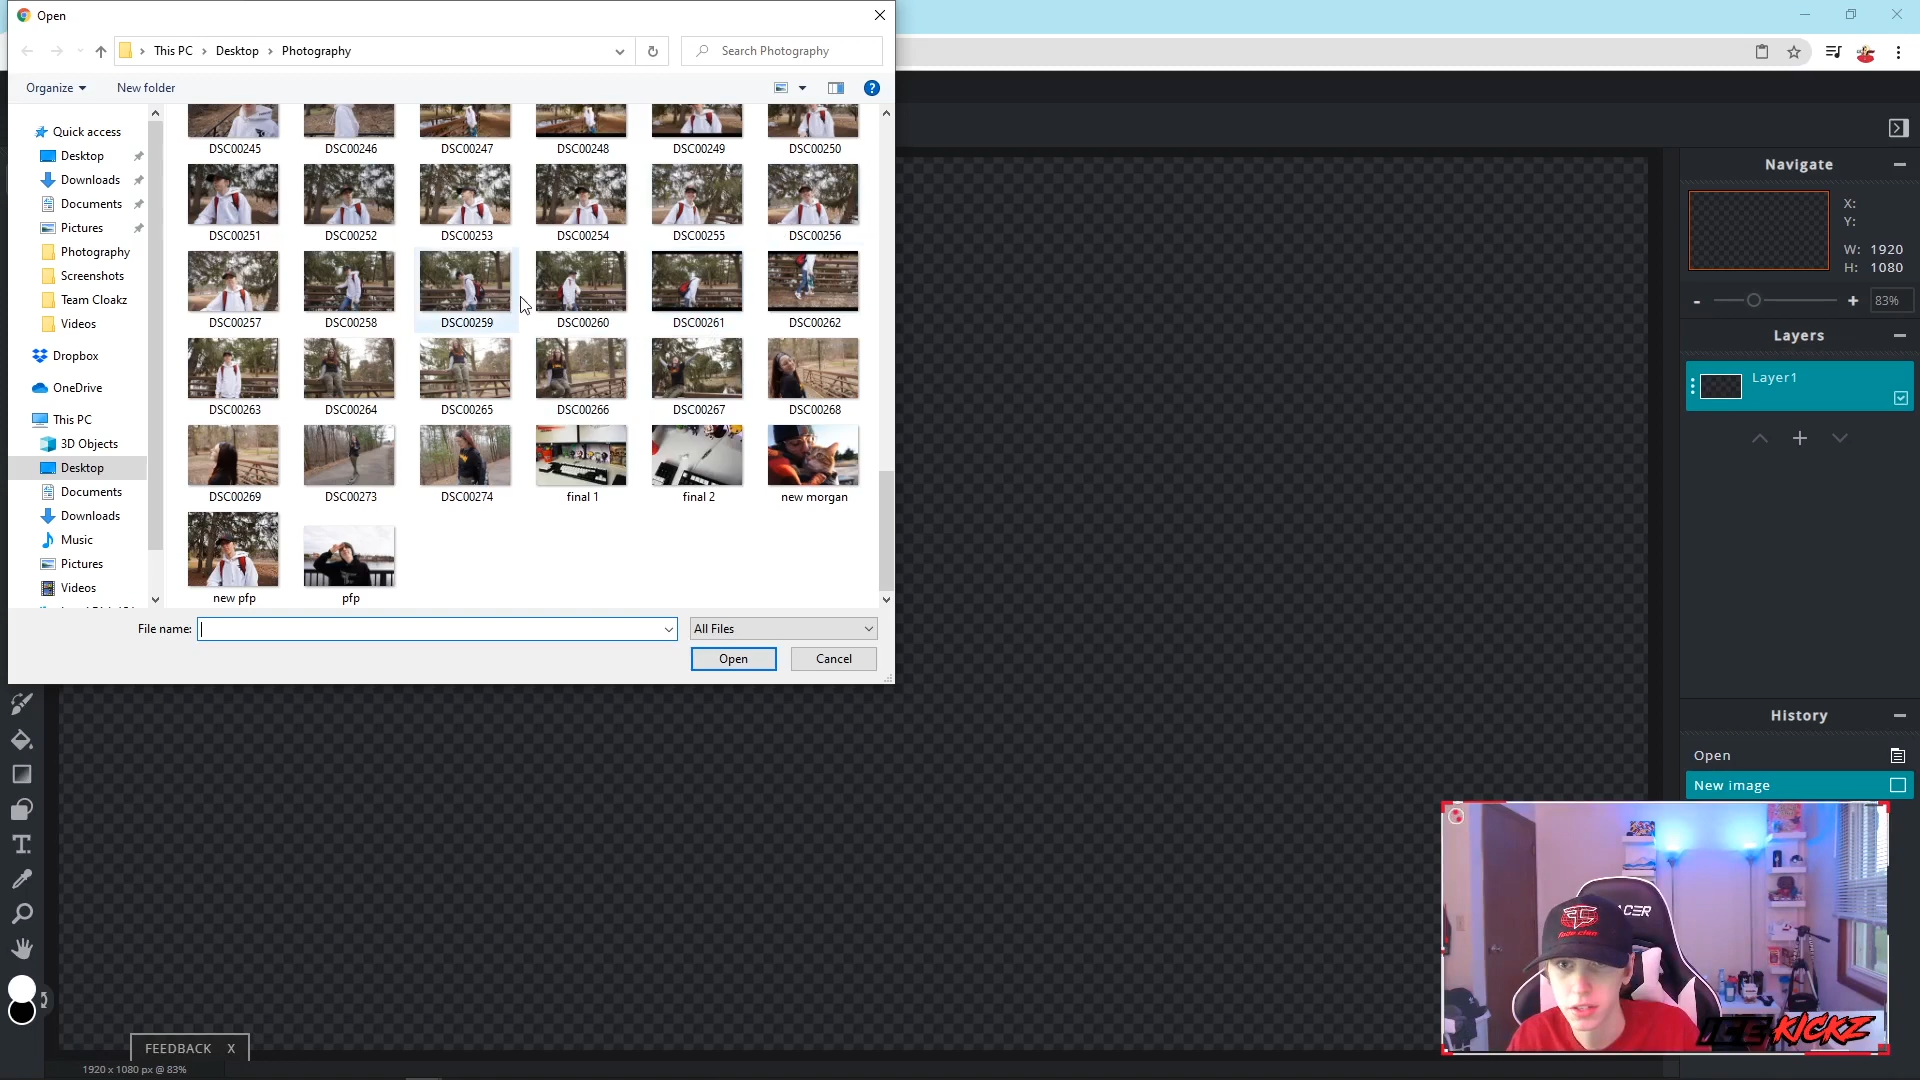 Open
This PC > Desktop > Photography
Search Photography
Organize
New folder
Quick access
Desktop
Downloads
Documents
Pictures
Photography
Screenshots
Team Cloakz
Videos
Dropbox
OneDrive
This PC
3D Objects
Desktop
Documents
Downloads
Music
Pictures
Videos
DSC00245
DSC00246
DSC00247
DSC00248
DSC00249
DSC00250
DSC00251
DSC00252
DSC00253
DSC00254
DSC00255
DSC00256
DSC00257
DSC00258
DSC00259
DSC00260
DSC00261
DSC00262
DSC00263
DSC00264
DSC00265
DSC00266
DSC00267
DSC00268
DSC00269
DSC00273
DSC00274
final 1
final 2
new morgan
new pfp
pfp
File name:
All Files
Open
Cancel
Navigate
X:
Y:
W: 1920
H: 1080
83%
Layers
Layer1
History
Open
New image
FEEDBACK X
1920 x 1080 px @ 83%
ACER
ICE KICKZ